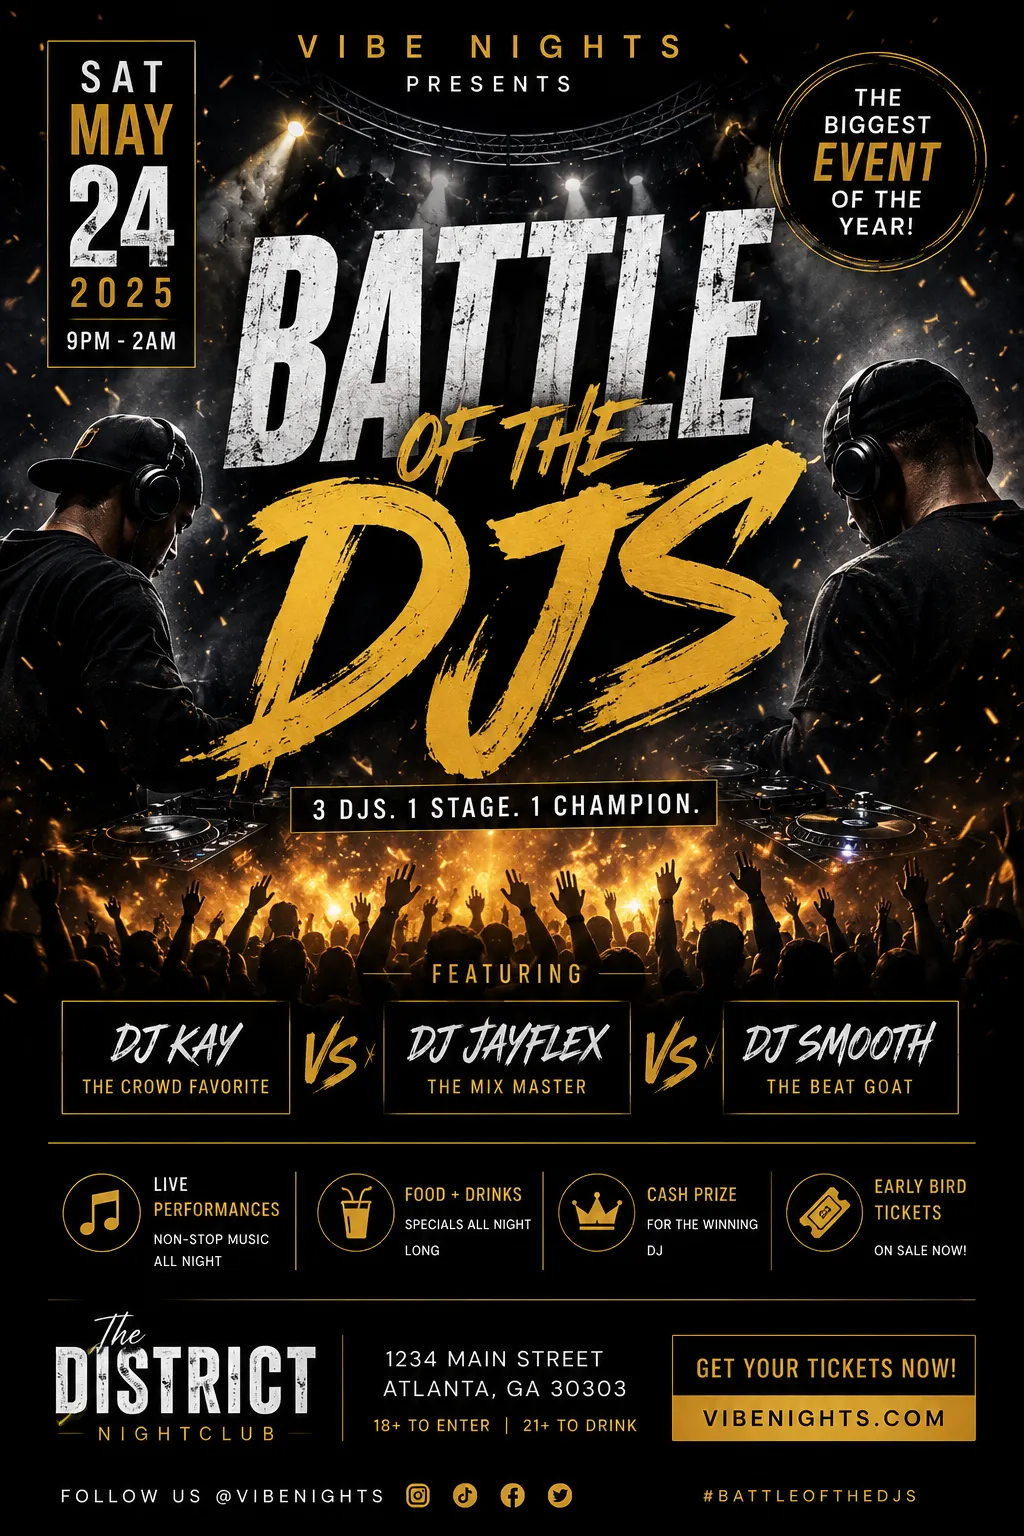 VIBE NIGHTS
PRESENTS
SAT
MAY
24
2025
9PM - 2AM
THE
BIGGEST
EVENT
OF THE
YEAR!
BATTLE
OF THE
DJS
3 DJS. 1 STAGE. 1 CHAMPION.
FEATURING
DJ KAY
THE CROWD FAVORITE
VS
DJ JAYFLEX
THE MIX MASTER
VS
DJ SMOOTH
THE BEAT GOAT
LIVE
PERFORMANCES
NON-STOP MUSIC
ALL NIGHT
FOOD + DRINKS
SPECIALS ALL NIGHT
LONG
CASH PRIZE
FOR THE WINNING
DJ
EARLY BIRD
TICKETS
ON SALE NOW!
The
DISTRICT
NIGHTCLUB
1234 MAIN STREET
ATLANTA, GA 30303
18+ TO ENTER | 21+ TO DRINK
GET YOUR TICKETS NOW!
VIBENIGHTS.COM
FOLLOW US @VIBENIGHTS
#BATTLEOFTHEDJS